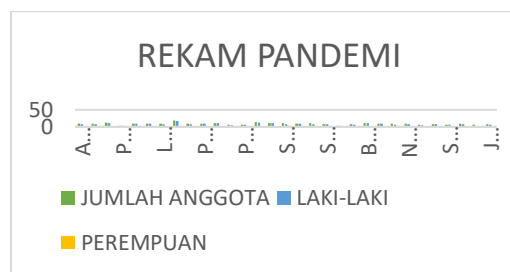 REKAM PANDEMI
50
0
A...
P...
L...
P...
P...
S...
S...
B...
N...
S...
J...
JUMLAH ANGGOTA LAKI-LAKI
PEREMPUAN